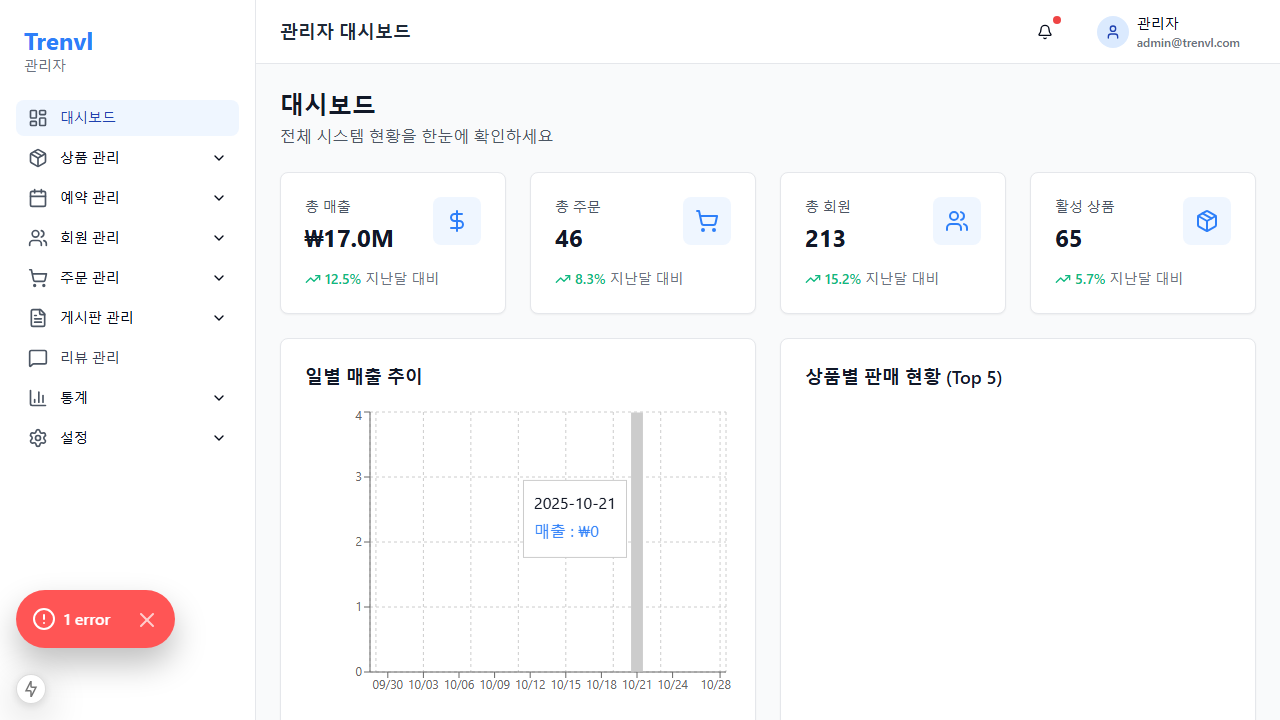 Trenvl
관리자
대시보드
상품 관리
예약 관리
회원 관리
주문 관리
게시판 관리
리뷰 관리
통계
설정
1 error
관리자 대시보드
관리자
admin@trenvl.com
대시보드
전체 시스템 현황을 한눈에 확인하세요
총 매출
₩17.0M
12.5% 지난달 대비
총 주문
46
8.3% 지난달 대비
총 회원
213
15.2% 지난달 대비
활성 상품
65
5.7% 지난달 대비
일별 매출 추이
4
3
2
1
0
2025-10-21
매출 : ₩0
09/30 10/03 10/06 10/09 10/12 10/15 10/18 10/21 10/24 10/28
상품별 판매 현황 (Top 5)